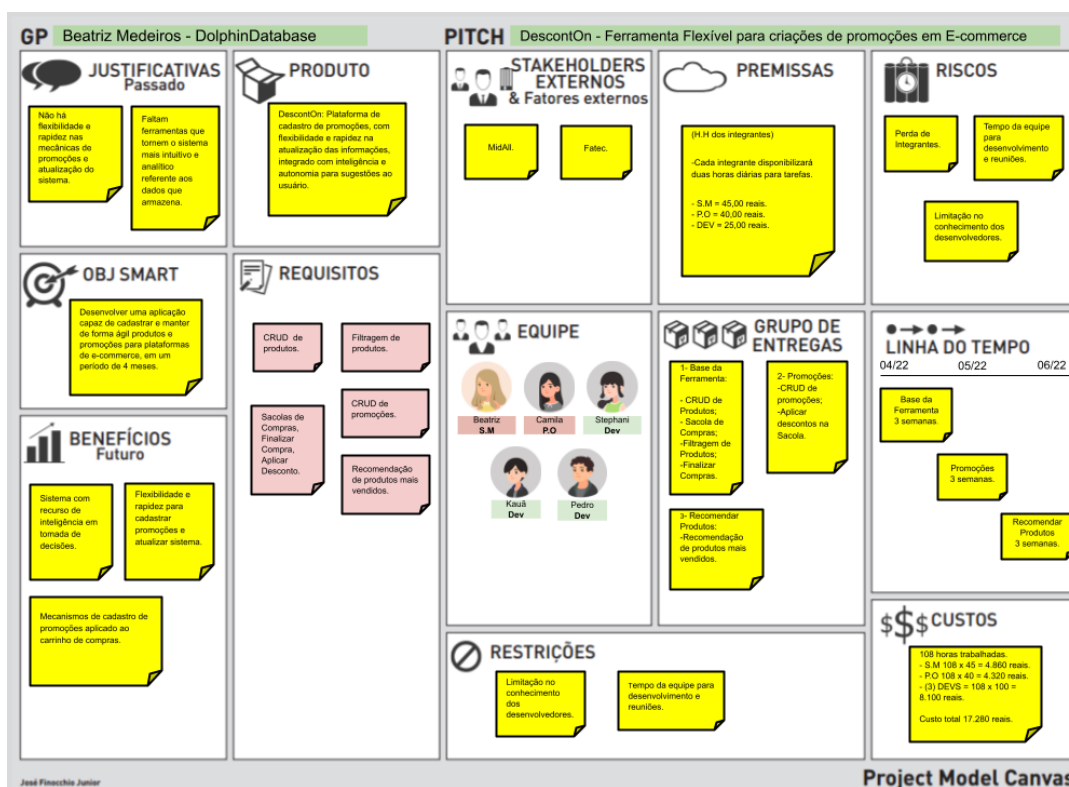 GP
Beatriz Medeiros - DolphinDatabase
PITCH
DescontOn - Ferramenta Flexível para criações de promoções em E-commerce
JUSTIFICATIVAS
Passado
Não há
flexibilidade e
rapidez nas
mecânicas de
promoções e
atualização do
sistema.
Faltam
ferramentas que
tornem o sistema
mais intuitivo e
analítico
referente aos
dados que
armazena.
PRODUTO
DescontOn: Plataforma de
cadastro de promoções, com
flexibilidade e rapidez na
atualização das informações,
integrado com inteligência e
autonomia para sugestões ao
usuário.
STAKEHOLDERS
EXTERNOS
& Fatores externos
MidAll.
Fatec.
PREMISSAS
(H.H dos integrantes)
-Cada integrante disponibilizará
duas horas diárias para tarefas.
- S.M = 45,00 reais.
- P.O = 40,00 reais.
- DEV = 25,00 reais.
RISCOS
Perda de
Integrantes.
Tempo da equipe
para
desenvolvimento
e reuniões.
Limitação no
conhecimento dos
desenvolvedores.
OBJ SMART
Desenvolver uma aplicação
capaz de cadastrar e manter
de forma ágil produtos e
promoções para plataformas
de e-commerce, em um
período de 4 meses.
REQUISITOS
CRUD de
produtos.
Filtragem de
produtos.
Sacolas de
Compras,
Finalizar
Compra,
Aplicar
Desconto.
CRUD de
promoções.
Recomendação
de produtos mais
vendidos.
EQUIPE
Beatriz
S.M
Camila
P.O
Stephani
Dev
Kauã
Dev
Pedro
Dev
GRUPO DE
ENTREGAS
1- Base da
Ferramenta:
- CRUD de
Produtos;
- Sacola de
Compras;
-Filtragem de
Produtos;
-Finalizar
Compras.
2- Promoções:
-CRUD de
promoções;
-Aplicar
descontos na
Sacola.
3- Recomendar
Produtos:
-Recomendação
de produtos mais
vendidos.
LINHA DO TEMPO
04/22 05/22 06/22
Base da
Ferramenta
3 semanas.
Promoções
3 semanas.
Recomendar
Produtos
3 semanas.
BENEFÍCIOS
Futuro
Sistema com
recurso de
inteligência em
tomada de
decisões.
Flexibilidade e
rapidez para
cadastrar
promoções e
atualizar sistema.
Mecanismos de cadastro de
promoções aplicado ao
carrinho de compras.
RESTRIÇÕES
Limitação no
conhecimento
dos
desenvolvedores.
Tempo da equipe para
desenvolvimento e
reuniões.
$$$ CUSTOS
108 horas trabalhadas.
- S.M 108 x 45 = 4.860 reais.
- P.O 108 x 40 = 4.320 reais.
- (3) DEVS = 108 x 100 =
8.100 reais.
Custo total 17.280 reais.
José Finocchio Junior
Project Model Canvas